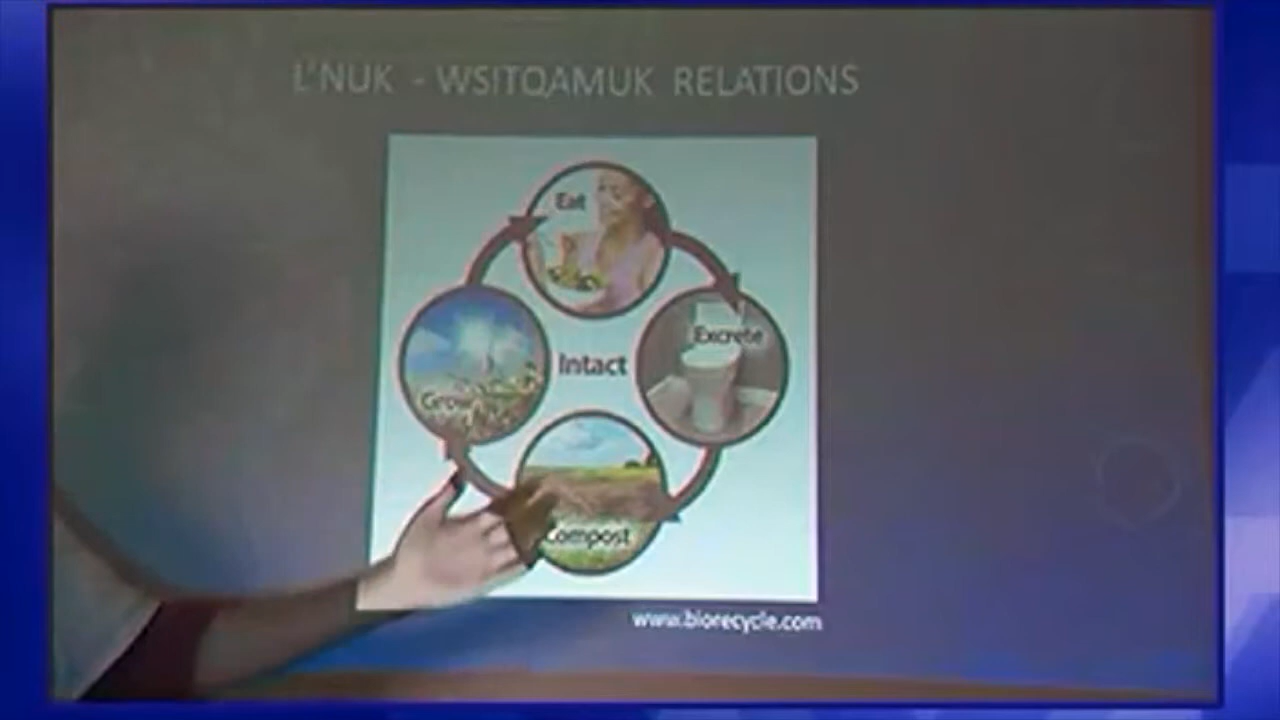 L'NUK - WSITQAMUK RELATIONS
Eat
Excrete
Intact
Grow
Compost
www.biorecycle.com